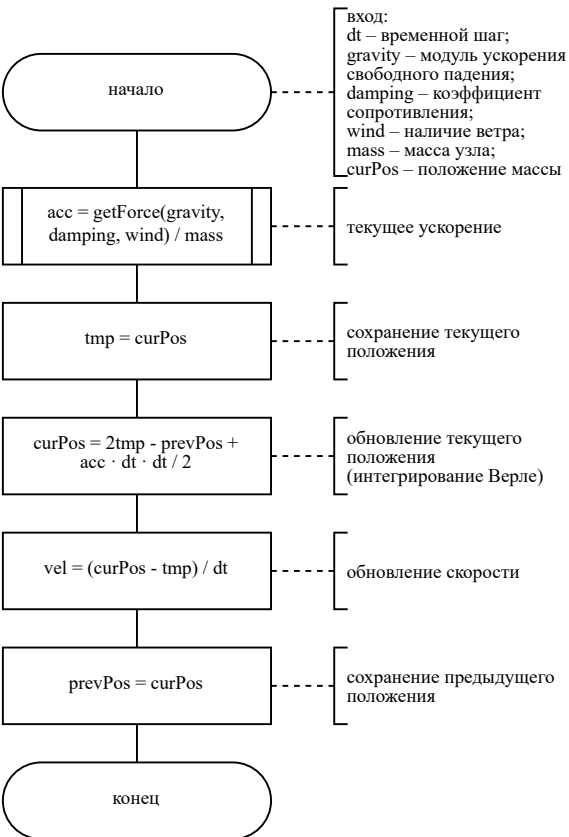 начало
вход:
dt – временной шаг;
gravity – модуль ускорения
свободного падения;
damping – коэффициент
сопротивления;
wind – наличие ветра;
mass – масса узла;
curPos – положение массы
acc = getForce(gravity,
damping, wind) / mass
текущее ускорение
tmp = curPos
сохранение текущего
положения
curPos = 2tmp - prevPos +
acc · dt · dt / 2
обновление текущего
положения
(интегрирование Верле)
vel = (curPos - tmp) / dt
обновление скорости
prevPos = curPos
сохранение предыдущего
положения
конец